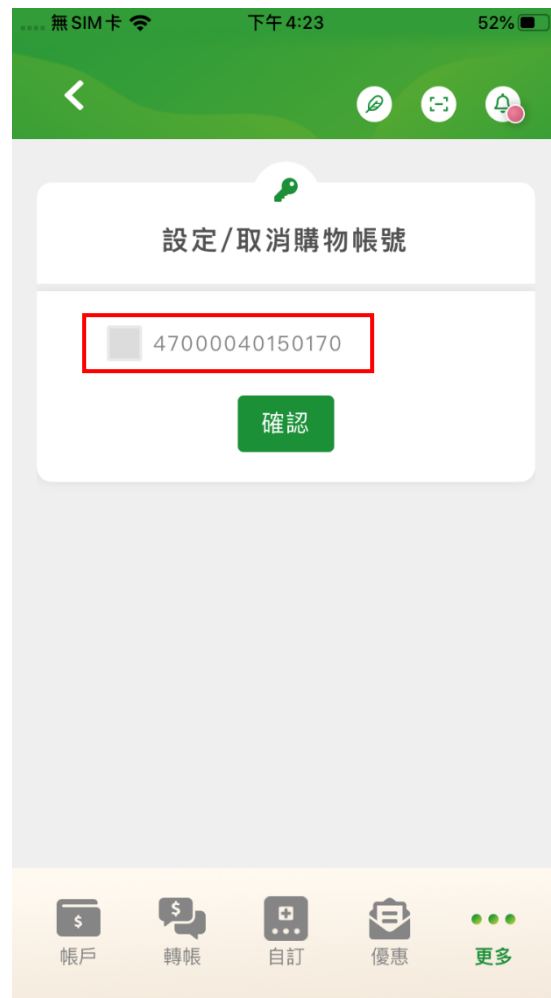 無SIM卡 下午4:23 52%
設定/取消購物帳號
47000040150170
確認
帳戶 轉帳 自訂 優惠 更多